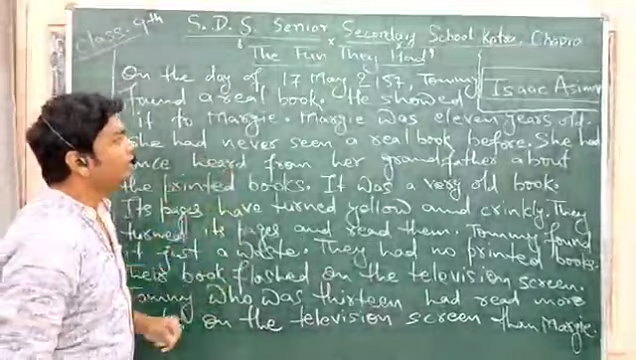 Class. 9th
S.D.S. Senior Secondary School Katra, Chapra
'The Fun They Had'
Isaac Asimov
On the day of 17 May 2157, Tommy
found a real book. He showed
it to Margie. Margie was eleven years old.
She had never seen a real book before. She had
once heard from her grandfather about
the printed books. It was a very old book.
Its pages have turned yellow and crinkly. They
turned its pages and read them. Tommy found
it just a waste. They had no printed books.
Their book flashed on the television screen.
Tommy who was thirteen had read more
on the television screen than Margie.